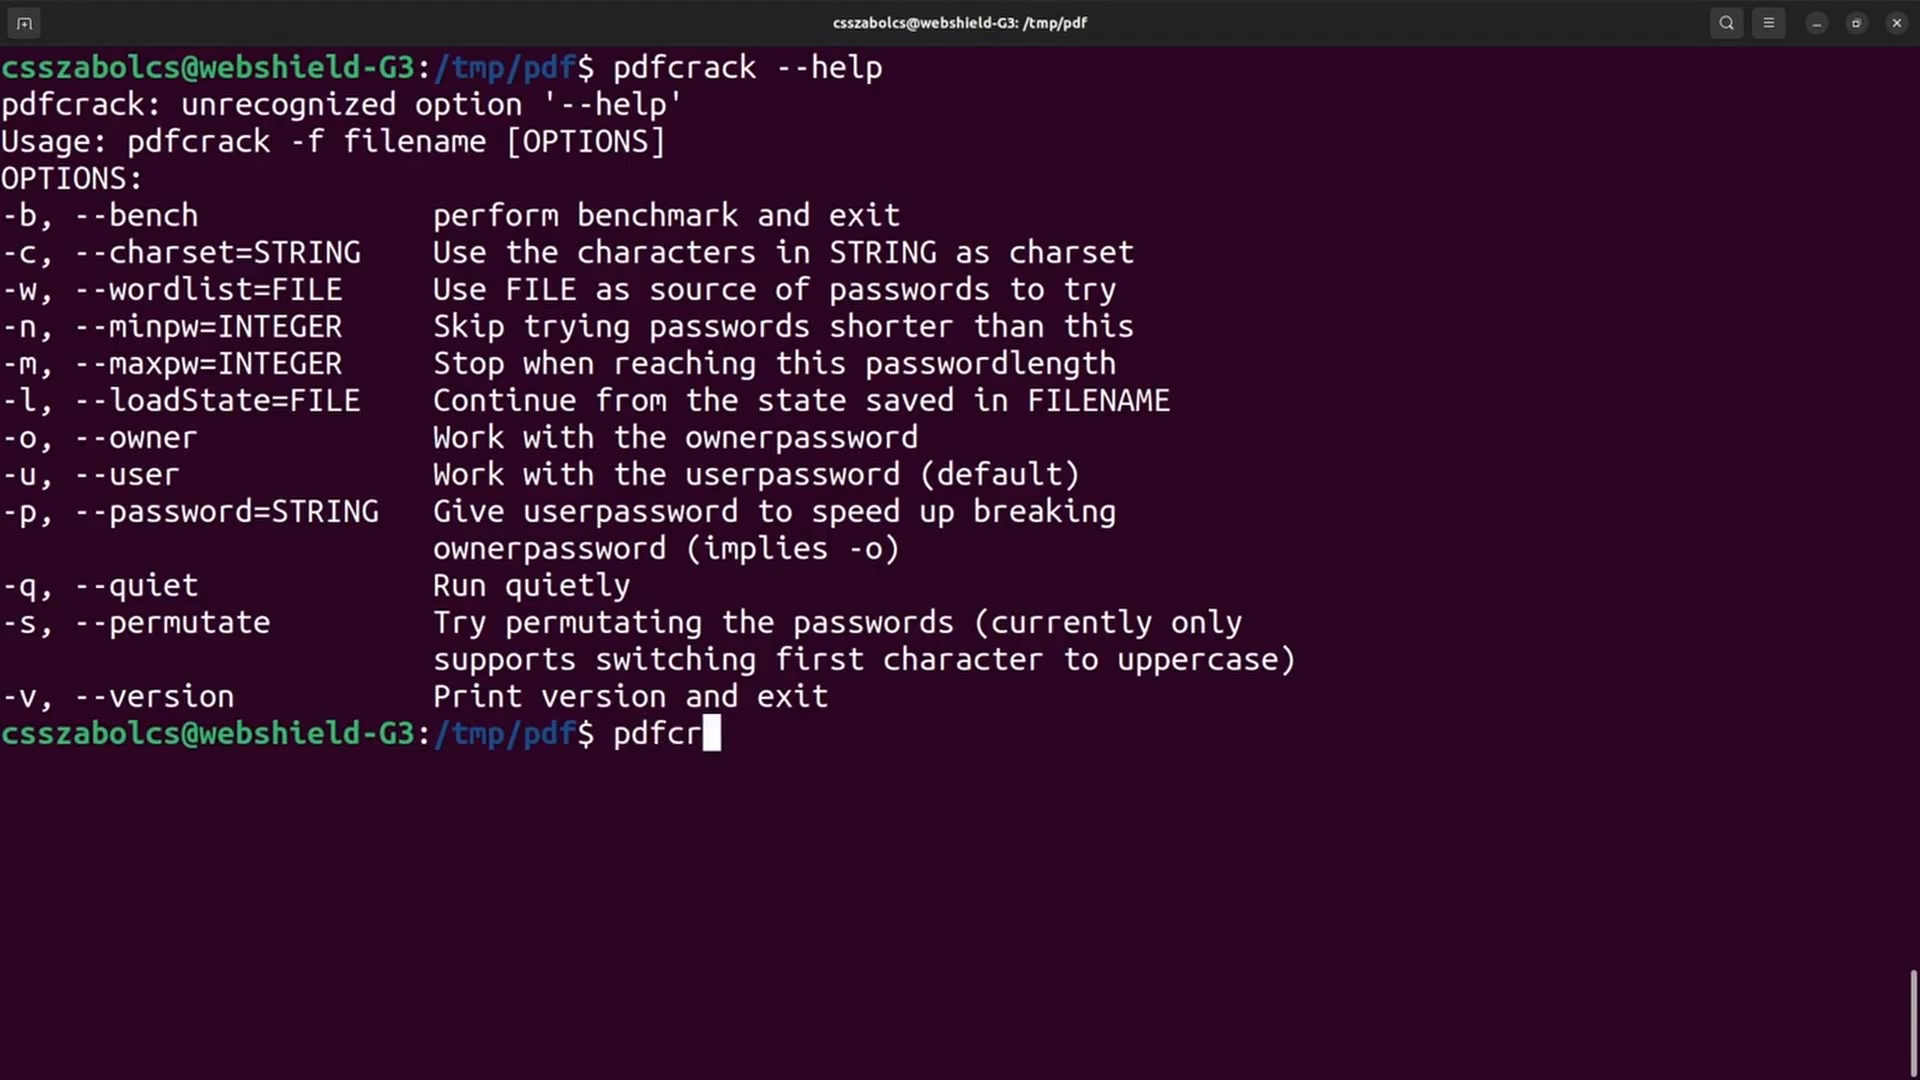 csszabolcs@webshield-G3: /tmp/pdf
csszabolcs@webshield-G3:/tmp/pdf$ pdfcrack --help
pdfcrack: unrecognized option '--help'
Usage: pdfcrack -f filename [OPTIONS]
OPTIONS:
-b, --bench             perform benchmark and exit
-c, --charset=STRING    Use the characters in STRING as charset
-w, --wordlist=FILE     Use FILE as source of passwords to try
-n, --minpw=INTEGER     Skip trying passwords shorter than this
-m, --maxpw=INTEGER     Stop when reaching this passwordlength
-l, --loadState=FILE    Continue from the state saved in FILENAME
-o, --owner             Work with the ownerpassword
-u, --user              Work with the userpassword (default)
-p, --password=STRING   Give userpassword to speed up breaking
                        ownerpassword (implies -o)
-q, --quiet             Run quietly
-s, --permutate         Try permutating the passwords (currently only
                        supports switching first character to uppercase)
-v, --version           Print version and exit
csszabolcs@webshield-G3:/tmp/pdf$ pdfcr